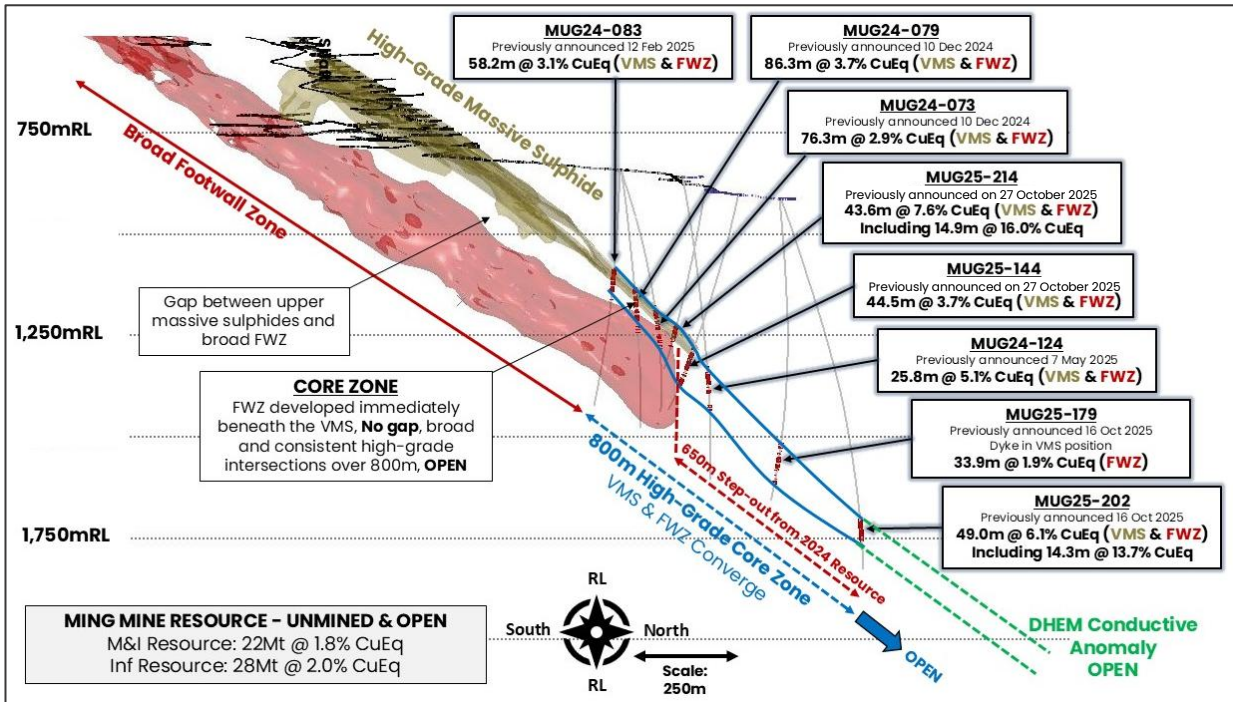 MUG24-083
Previously announced 12 Feb 2025
58.2m @ 3.1% CuEq (VMS & FWZ)
MUG24-079
Previously announced 10 Dec 2024
86.3m @ 3.7% CuEq (VMS & FWZ)
MUG24-073
Previously announced 10 Dec 2024
76.3m @ 2.9% CuEq (VMS & FWZ)
MUG25-214
Previously announced on 27 October 2025
43.6m @ 7.6% CuEq (VMS & FWZ)
Including 14.9m @ 16.0% CuEq
MUG25-144
Previously announced on 27 October 2025
44.5m @ 3.7% CuEq (VMS & FWZ)
MUG24-124
Previously announced 7 May 2025
25.8m @ 5.1% CuEq (VMS & FWZ)
MUG25-179
Previously announced 16 Oct 2025
Dyke in VMS position
33.9m @ 1.9% CuEq (FWZ)
MUG25-202
Previously announced 16 Oct 2025
49.0m @ 6.1% CuEq (VMS & FWZ)
Including 14.3m @ 13.7% CuEq
High-Grade Massive Sulphide
Broad Footwall Zone
750mRL
1,250mRL
1,750mRL
Gap between upper
massive sulphides and
broad FWZ
CORE ZONE
FWZ developed immediately
beneath the VMS, No gap, broad
and consistent high-grade
intersections over 800m, OPEN
650m Step-out from 2024 Resource
800m High-Grade Core Zone
VMS & FWZ Converge
OPEN
DHEM Conductive
Anomaly
OPEN
MING MINE RESOURCE - UNMINED & OPEN
M&I Resource: 22Mt @ 1.8% CuEq
Inf Resource: 28Mt @ 2.0% CuEq
RL
South
North
RL
Scale:
250m